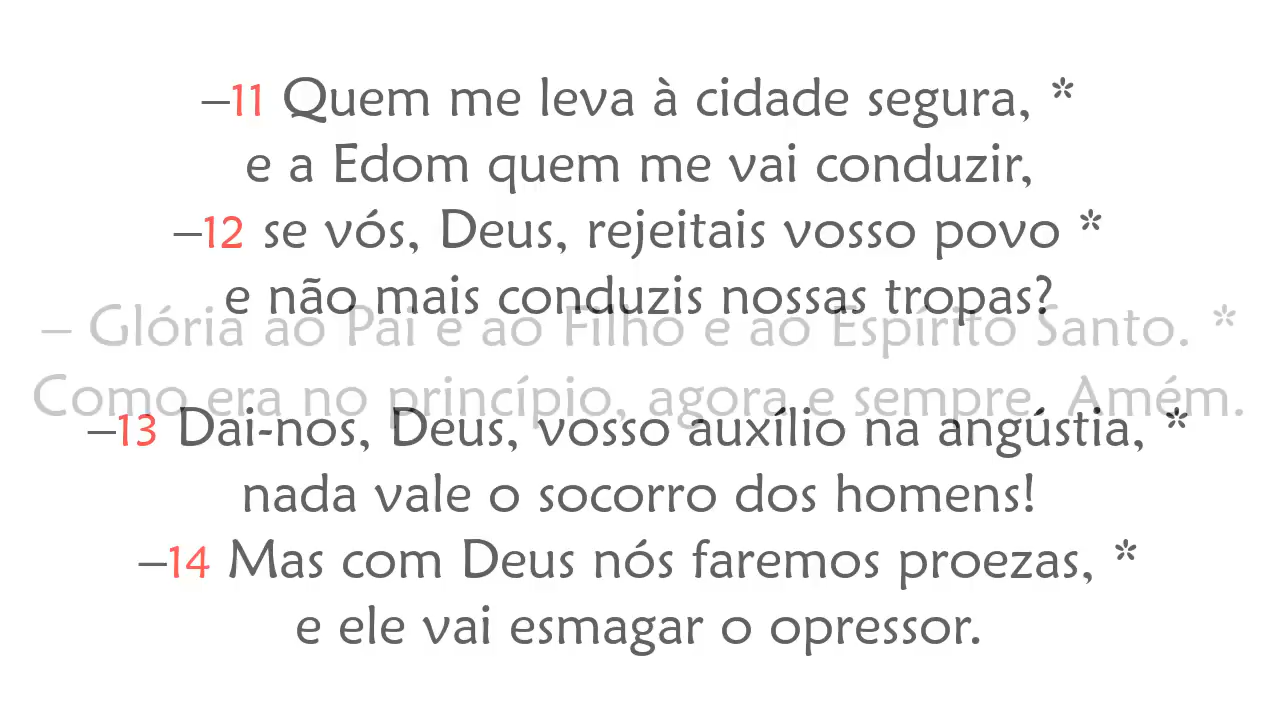 –11 Quem me leva à cidade segura, *
e a Edom quem me vai conduzir,
–12 se vós, Deus, rejeitais vosso povo *
e não mais conduzis nossas tropas?
– Glória ao Pai e ao Filho e ao Espírito Santo. *
Como era no princípio, agora e sempre. Amém.
–13 Dai-nos, Deus, vosso auxílio na angústia, *
nada vale o socorro dos homens!
–14 Mas com Deus nós faremos proezas, *
e ele vai esmagar o opressor.